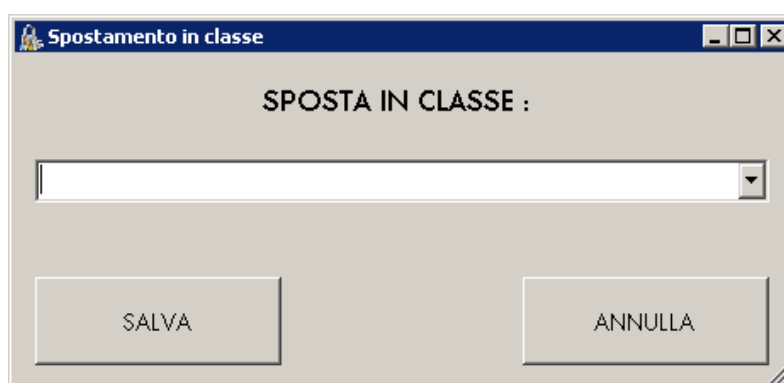 Spostamento in classe
SPOSTA IN CLASSE :
SALVA
ANNULLA